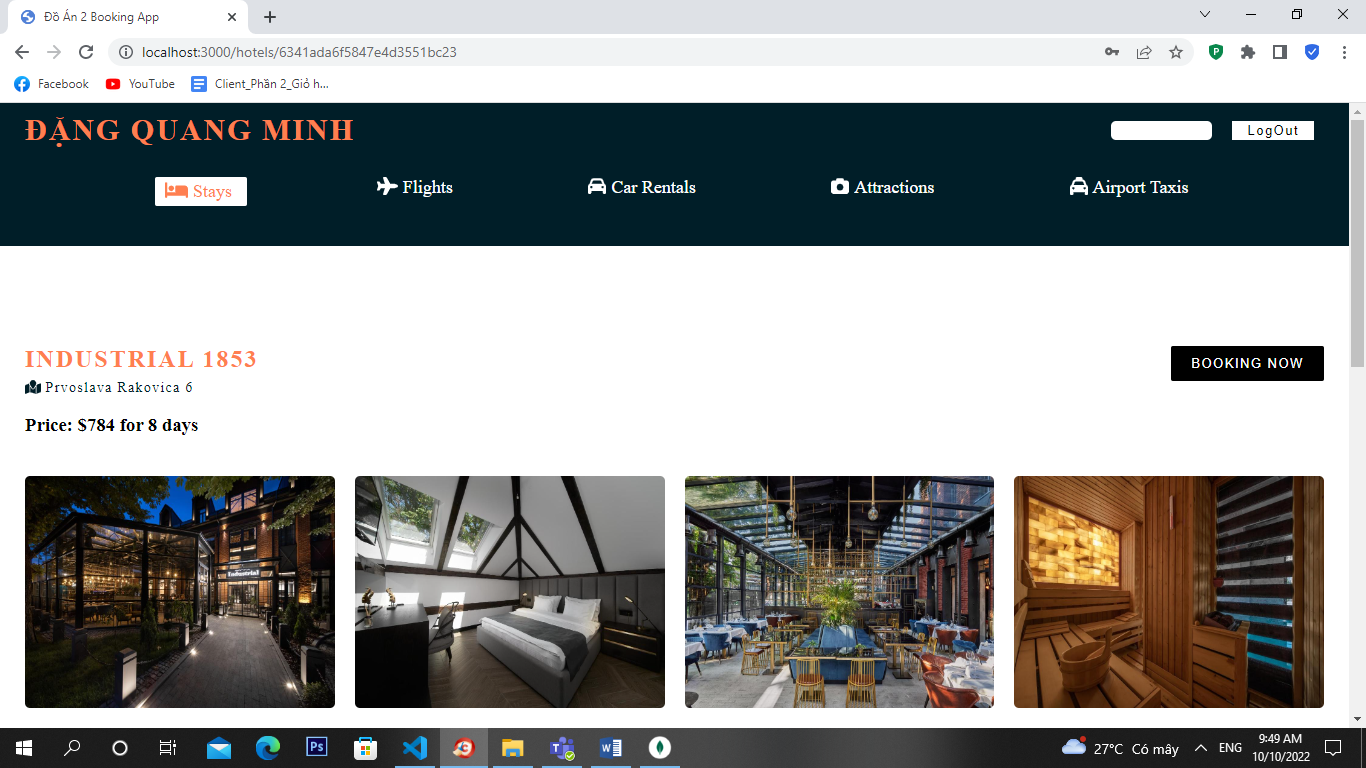 Đồ Án 2 Booking App
localhost:3000/hotels/6341ada6f5847e4d3551bc23
Facebook
YouTube
Client_Phần 2_Giỏ h...
ĐẶNG QUANG MINH
LogOut
Stays
Flights
Car Rentals
Attractions
Airport Taxis
INDUSTRIAL 1853
BOOKING NOW
Prvoslava Rakovica 6
Price: $784 for 8 days
Industrial
Ps
27°C Có mây
ENG
9:49 AM
10/10/2022